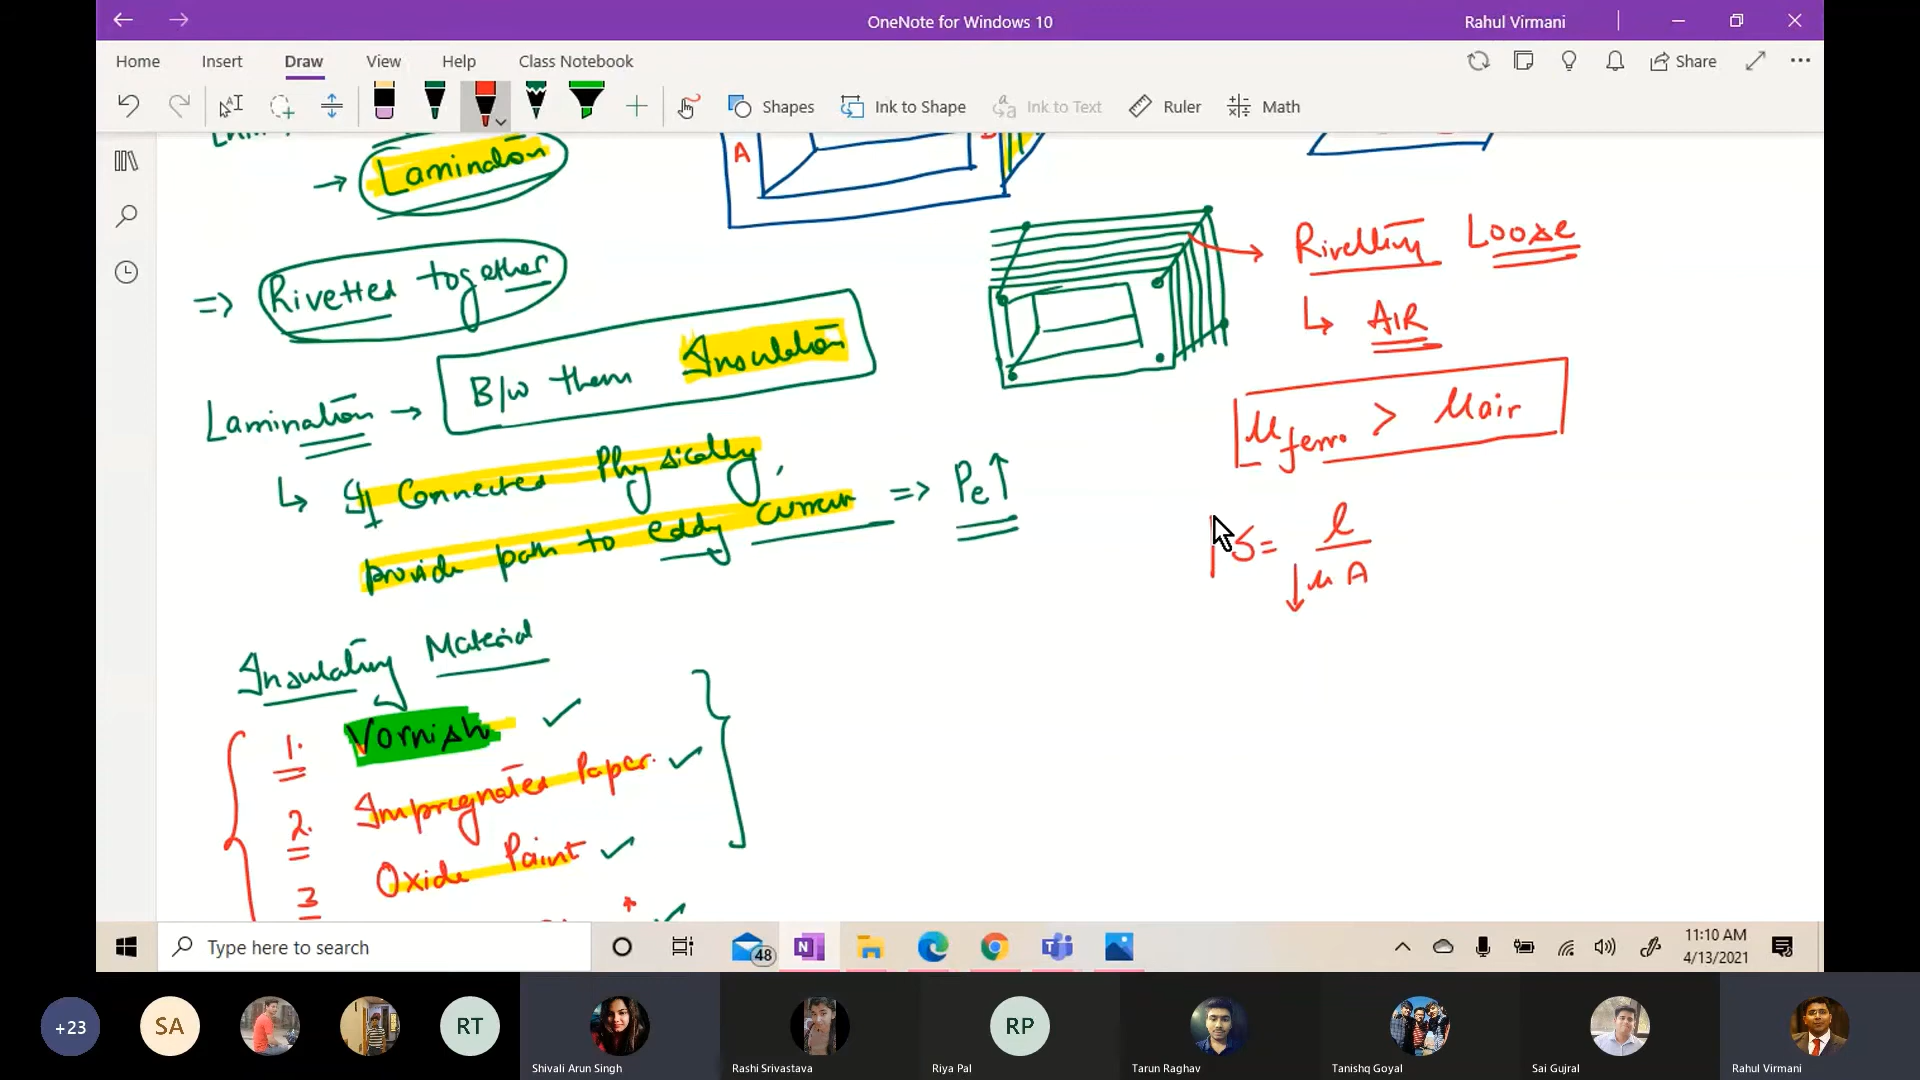 OneNote for Windows 10
Rahul Virmani
Home Insert Draw View Help Class Notebook
Share
Shapes Ink to Shape Ink to Text Ruler Math
→ Lamination
A
=> Rivetted together
B/w them Insulation
Lamination →
↳ If Connected Physically,
provide path to eddy current => Pe↑
Insulating Material
1. Varnish ✓
2. Impregnated Paper. ✓
3 Oxide Paint ✓
→ Rivetting Loose
↳ AIR
μferro. > μair
↑S = l
↓μ A
Type here to search
48
11:10 AM
4/13/2021
+23
SA
RT
RP
Shivali Arun Singh
Rashi Srivastava
Riya Pal
Tarun Raghav
Tanishq Goyal
Sai Gujral
Rahul Virmani